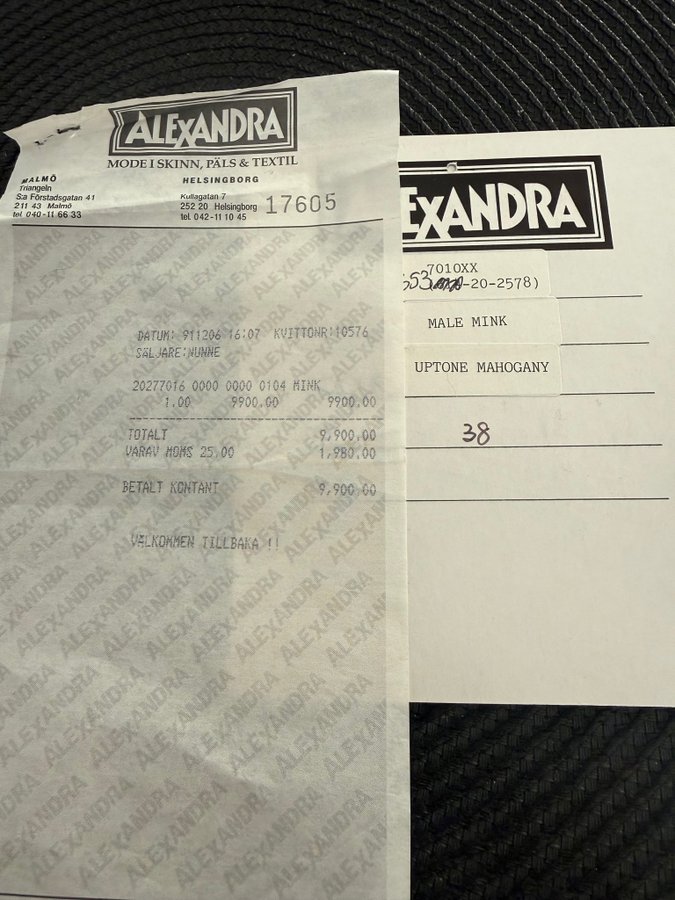 ALEXANDRA
MODE I SKINN, PÄLS & TEXTIL
MALMÖ
Triangeln
S:a Förstadsgatan 41
211 43 Malmö
tel 040-11 66 33
HELSINGBORG
Kullagatan 7
252 20 Helsingborg
tel. 042-11 10 45
17605
DATUM: 911206 16:07 KVITTONR:10576
SÄLJARE:NUNNE
20277016 0000 0000 0104 MINK
1.00 9900.00 9900.00
TOTALT 9,900.00
VARAV MOMS 25.00 1,980.00
BETALT KONTANT 9,900.00
VÄLKOMMEN TILLBAKA !!
EXANDRA
7010XX
-20-2578)
MALE MINK
UPTONE MAHOGANY
38